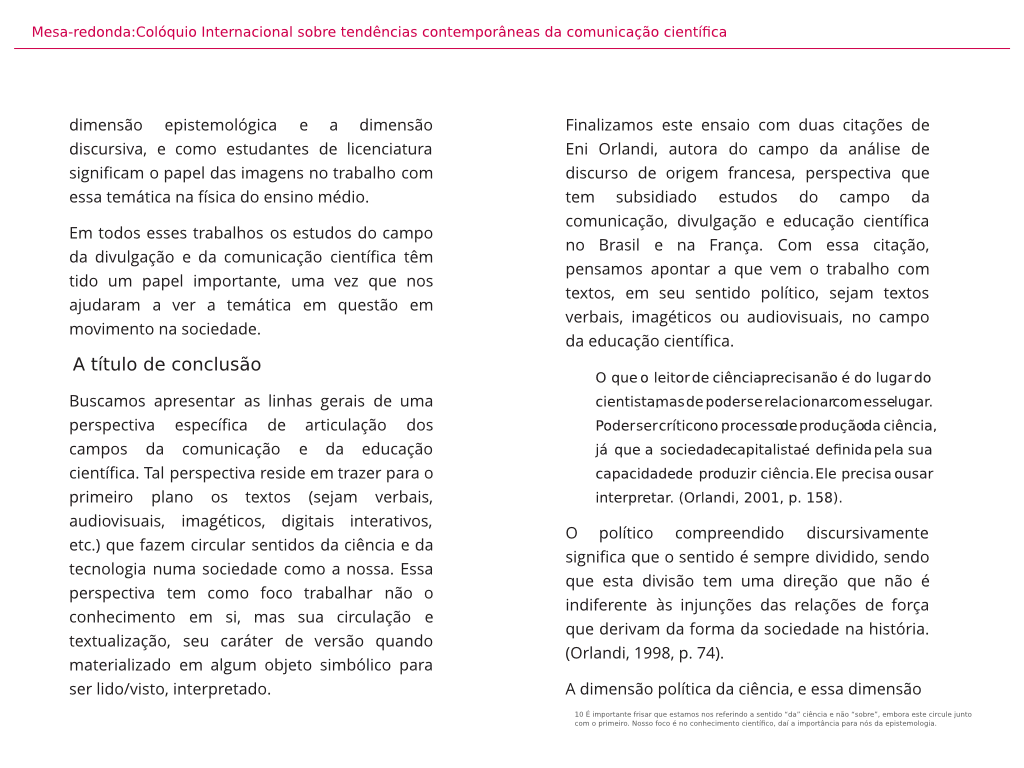 Mesa-redonda:Colóquio Internacional sobre tendências contemporâneas da comunicação científica
dimensão epistemológica e a dimensão
discursiva, e como estudantes de licenciatura
significam o papel das imagens no trabalho com
essa temática na física do ensino médio.
Em todos esses trabalhos os estudos do campo
da divulgação e da comunicação científica têm
tido um papel importante, uma vez que nos
ajudaram a ver a temática em questão em
movimento na sociedade.
A título de conclusão
Buscamos apresentar as linhas gerais de uma
perspectiva específica de articulação dos
campos da comunicação e da educação
científica. Tal perspectiva reside em trazer para o
primeiro plano os textos (sejam verbais,
audiovisuais, imagéticos, digitais interativos,
etc.) que fazem circular sentidos da ciência e da
tecnologia numa sociedade como a nossa. Essa
perspectiva tem como foco trabalhar não o
conhecimento em si, mas sua circulação e
textualização, seu caráter de versão quando
materializado em algum objeto simbólico para
ser lido/visto, interpretado.
Finalizamos este ensaio com duas citações de
Eni Orlandi, autora do campo da análise de
discurso de origem francesa, perspectiva que
tem subsidiado estudos do campo da
comunicação, divulgação e educação científica
no Brasil e na França. Com essa citação,
pensamos apontar a que vem o trabalho com
textos, em seu sentido político, sejam textos
verbais, imagéticos ou audiovisuais, no campo
da educação científica.
O que o leitor de ciência precisa não é do lugar do
cientista, mas de poder se relacionar com esse lugar.
Poder ser crítico no processo de produção da ciência,
já que a sociedade capitalista é definida pela sua
capacidade de produzir ciência. Ele precisa ousar
interpretar. (Orlandi, 2001, p. 158).
O político compreendido discursivamente
significa que o sentido é sempre dividido, sendo
que esta divisão tem uma direção que não é
indiferente às injunções das relações de força
que derivam da forma da sociedade na história.
(Orlandi, 1998, p. 74).
A dimensão política da ciência, e essa dimensão
10 É importante frisar que estamos nos referindo a sentido “da” ciência e não “sobre”, embora este circule junto
com o primeiro. Nosso foco é no conhecimento científico, daí a importância para nós da epistemologia.